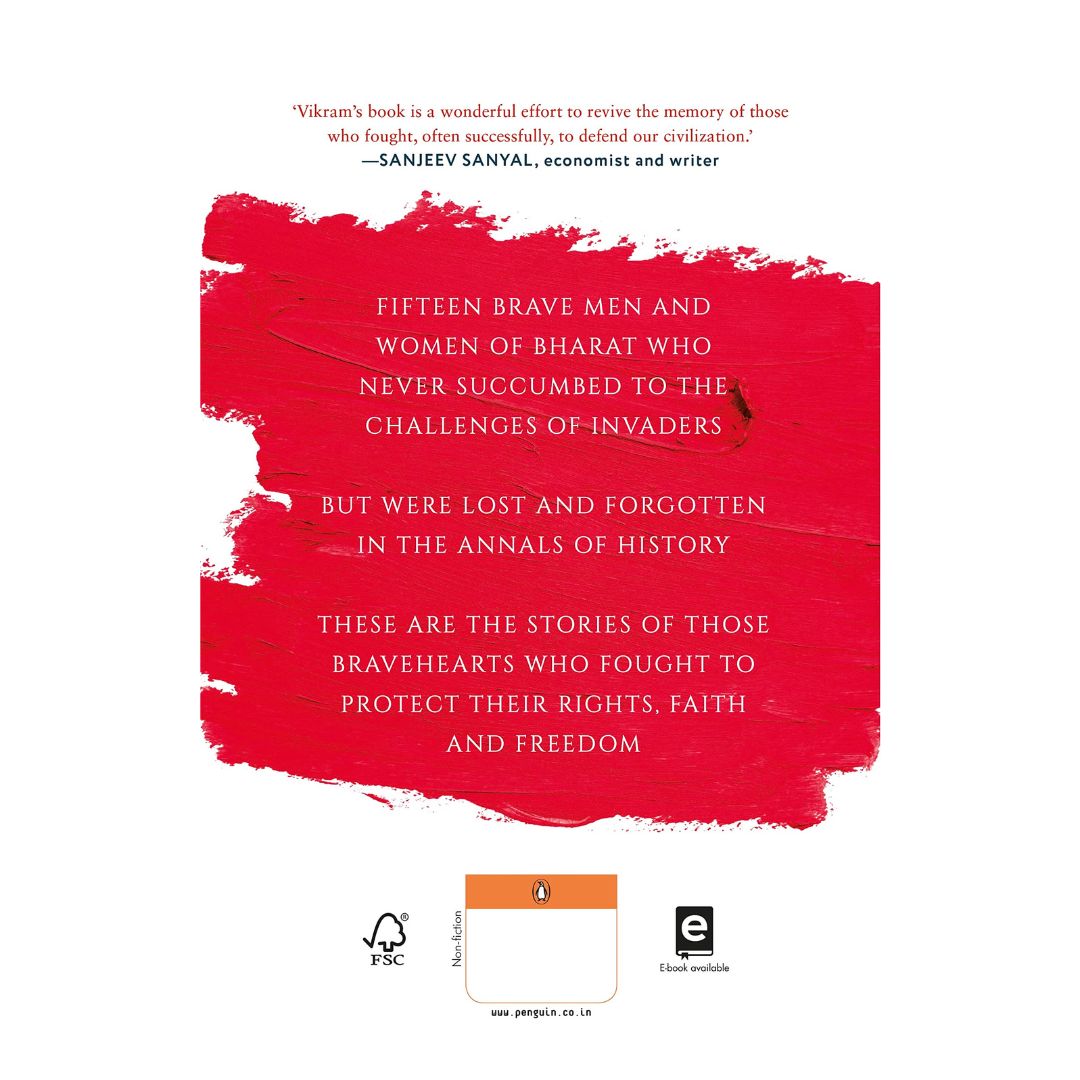 ‘Vikram’s book is a wonderful effort to revive the memory of those
who fought, often successfully, to defend our civilization.’
—SANJEEV SANYAL, economist and writer
FIFTEEN BRAVE MEN AND
WOMEN OF BHARAT WHO
NEVER SUCCUMBED TO THE
CHALLENGES OF INVADERS
BUT WERE LOST AND FORGOTTEN
IN THE ANNALS OF HISTORY
THESE ARE THE STORIES OF THOSE
BRAVEHEARTS WHO FOUGHT TO
PROTECT THEIR RIGHTS, FAITH
AND FREEDOM
®
FSC
Non-fiction
e
E-book available
www.penguin.co.in